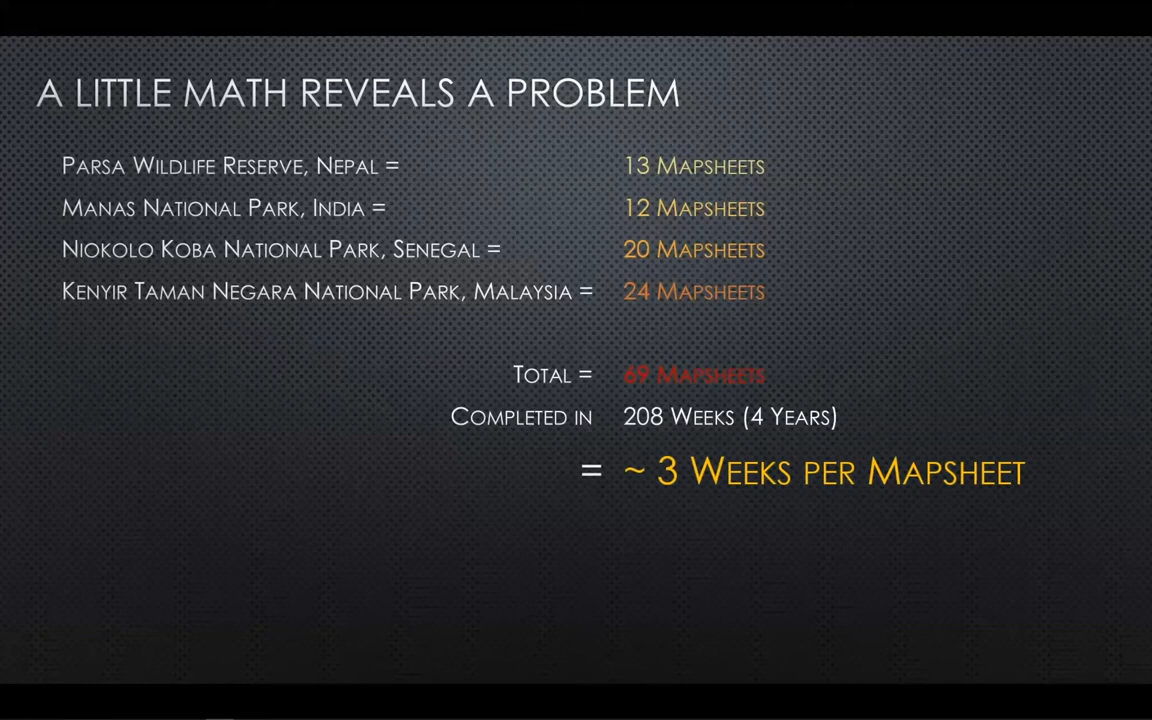 A LITTLE MATH REVEALS A PROBLEM
PARSA WILDLIFE RESERVE, NEPAL = 13 MAPSHEETS
MANAS NATIONAL PARK, INDIA = 12 MAPSHEETS
NIOKOLO KOBA NATIONAL PARK, SENEGAL = 20 MAPSHEETS
KENYIR TAMAN NEGARA NATIONAL PARK, MALAYSIA = 24 MAPSHEETS
TOTAL = 69 MAPSHEETS
COMPLETED IN 208 WEEKS (4 YEARS)
= ~ 3 WEEKS PER MAPSHEET